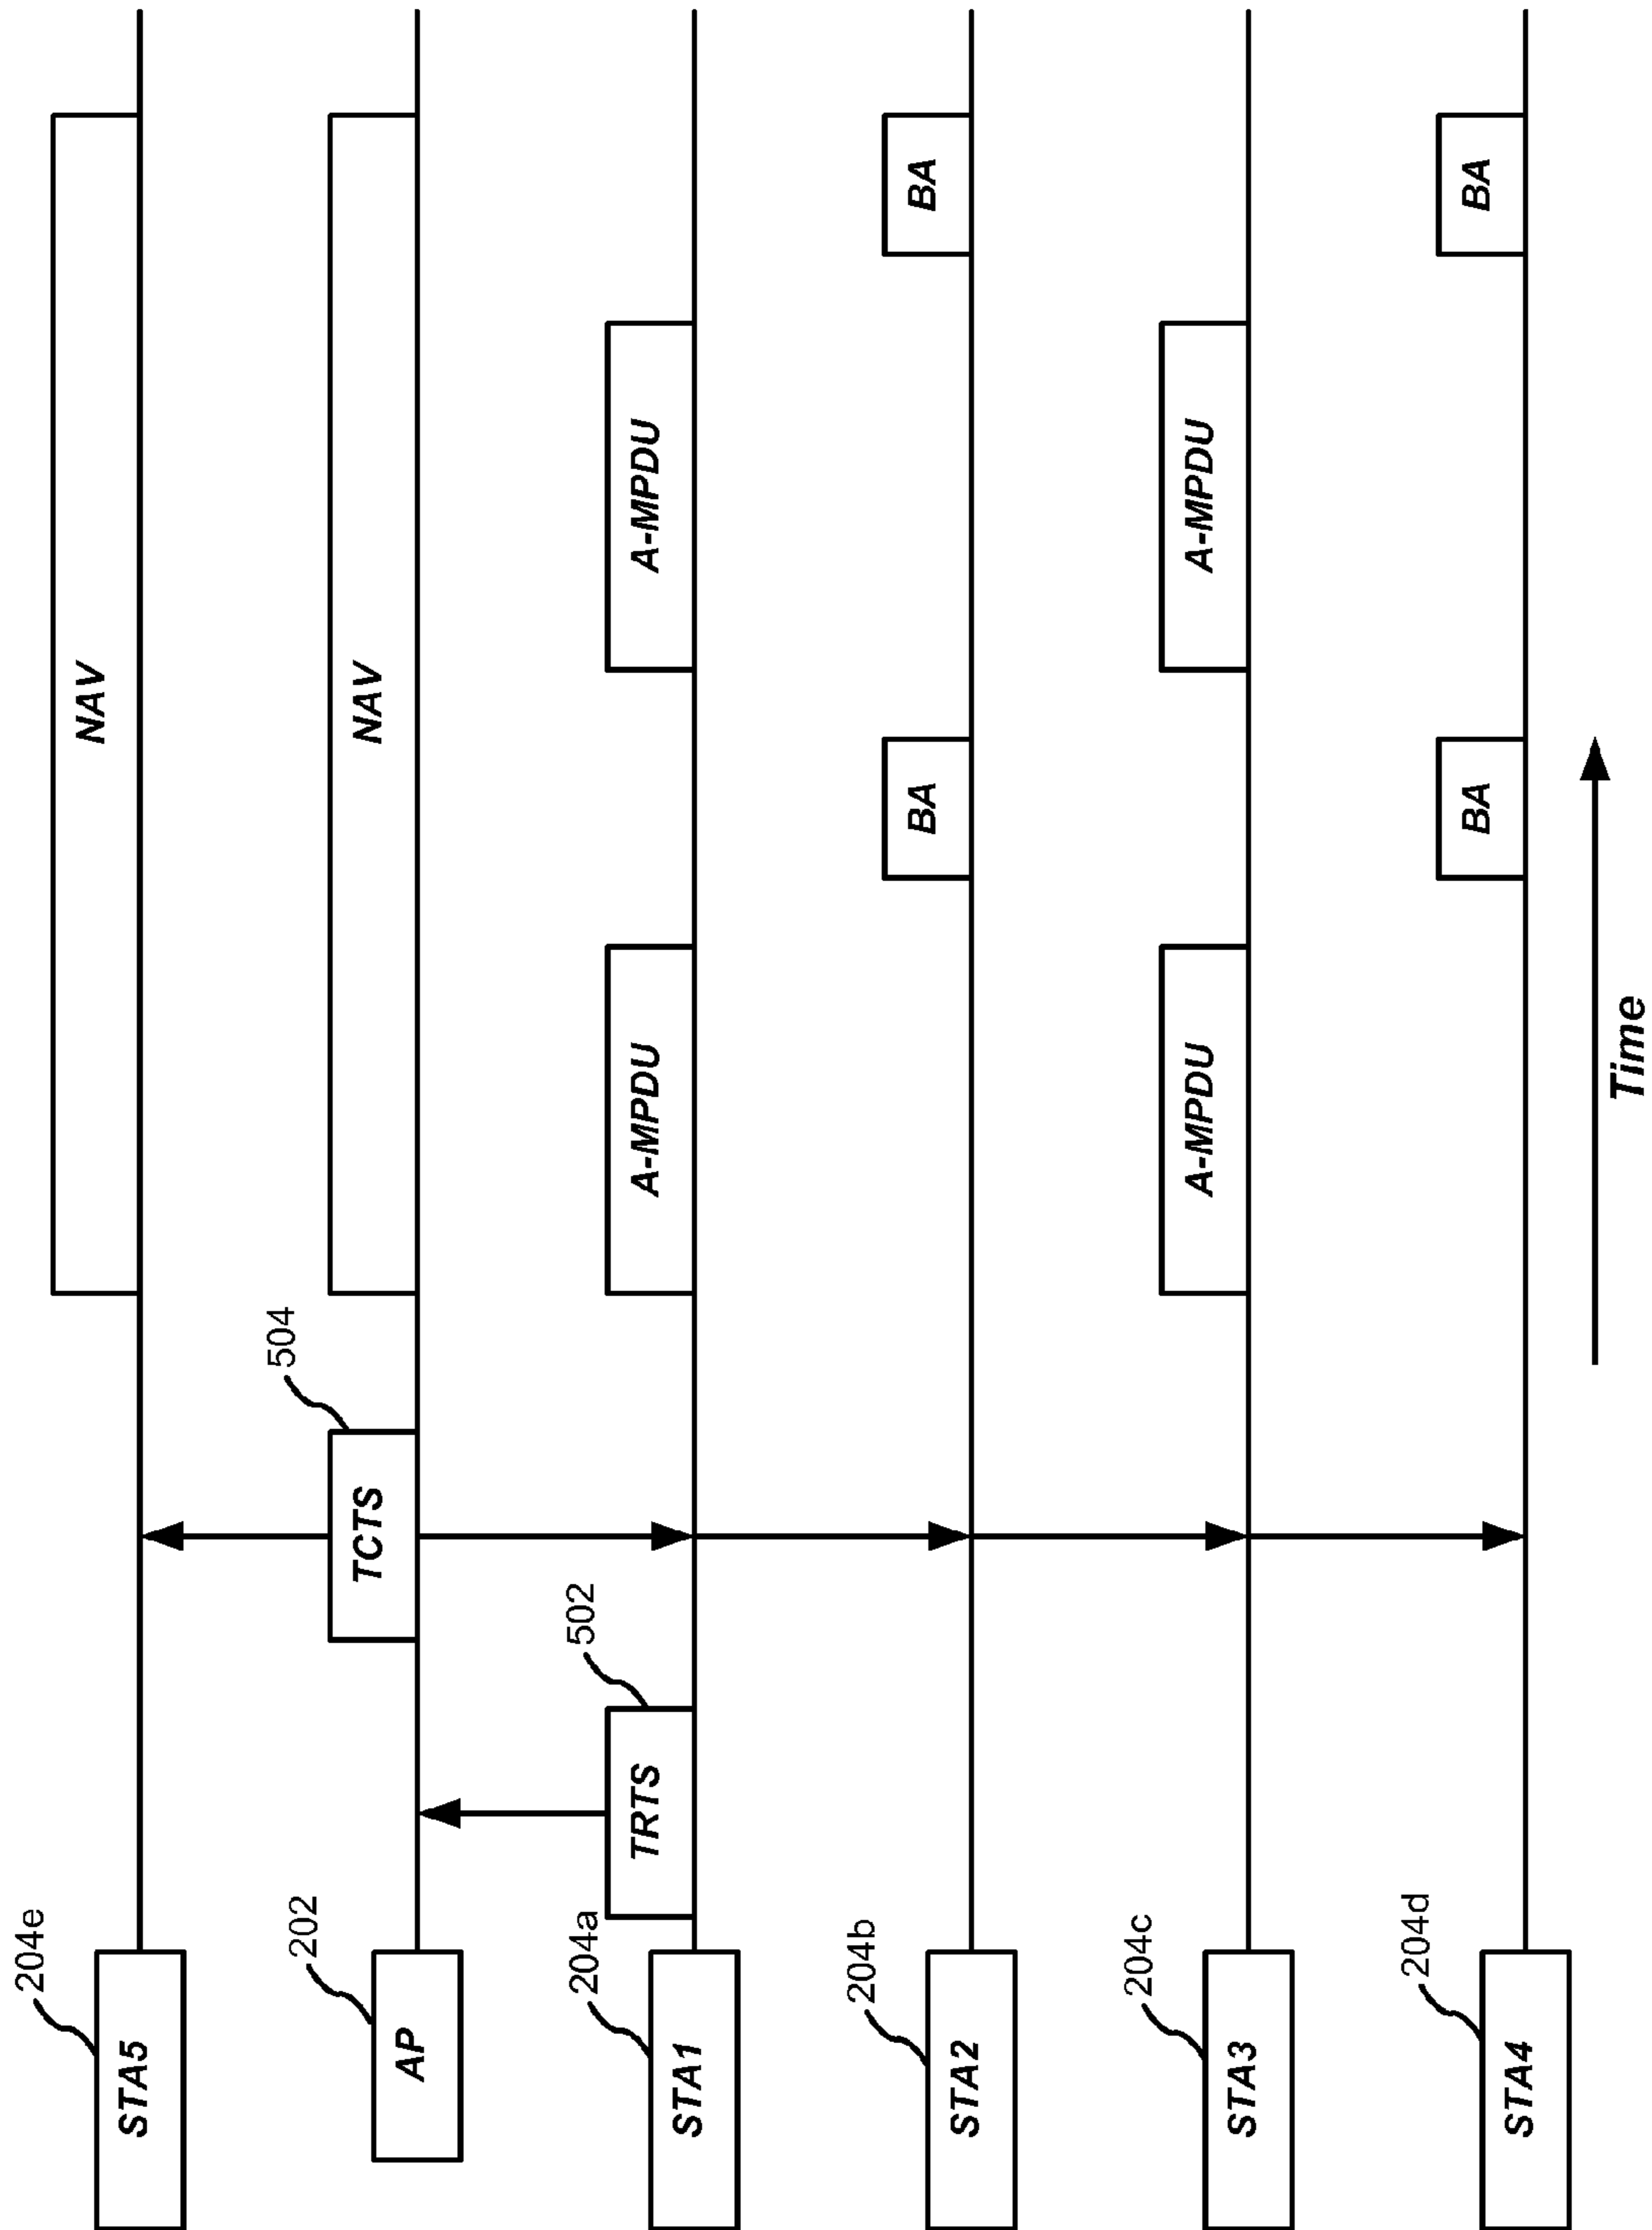 204e
STA5
NAV
202
AP
504
TCTS
NAV
204a
STA1
502
TRTS
A-MPDU
A-MPDU
204b
STA2
BA
BA
204c
STA3
A-MPDU
A-MPDU
204d
STA4
BA
BA
Time